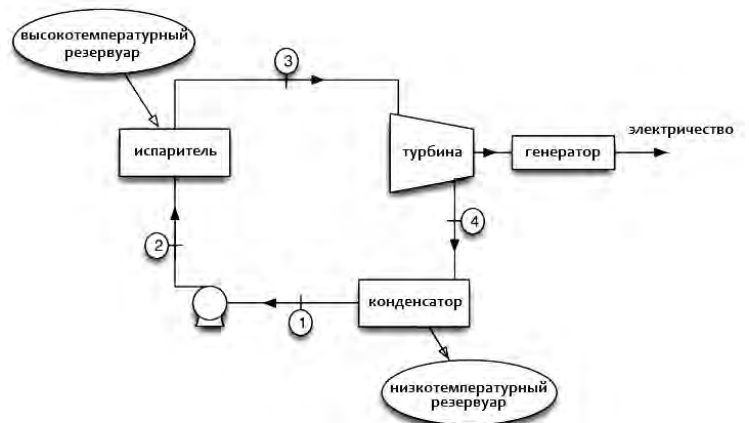 высокотемпературный
резервуар
3
испаритель
турбина
генератор
электричество
4
2
конденсатор
1
низкотемпературный
резервуар